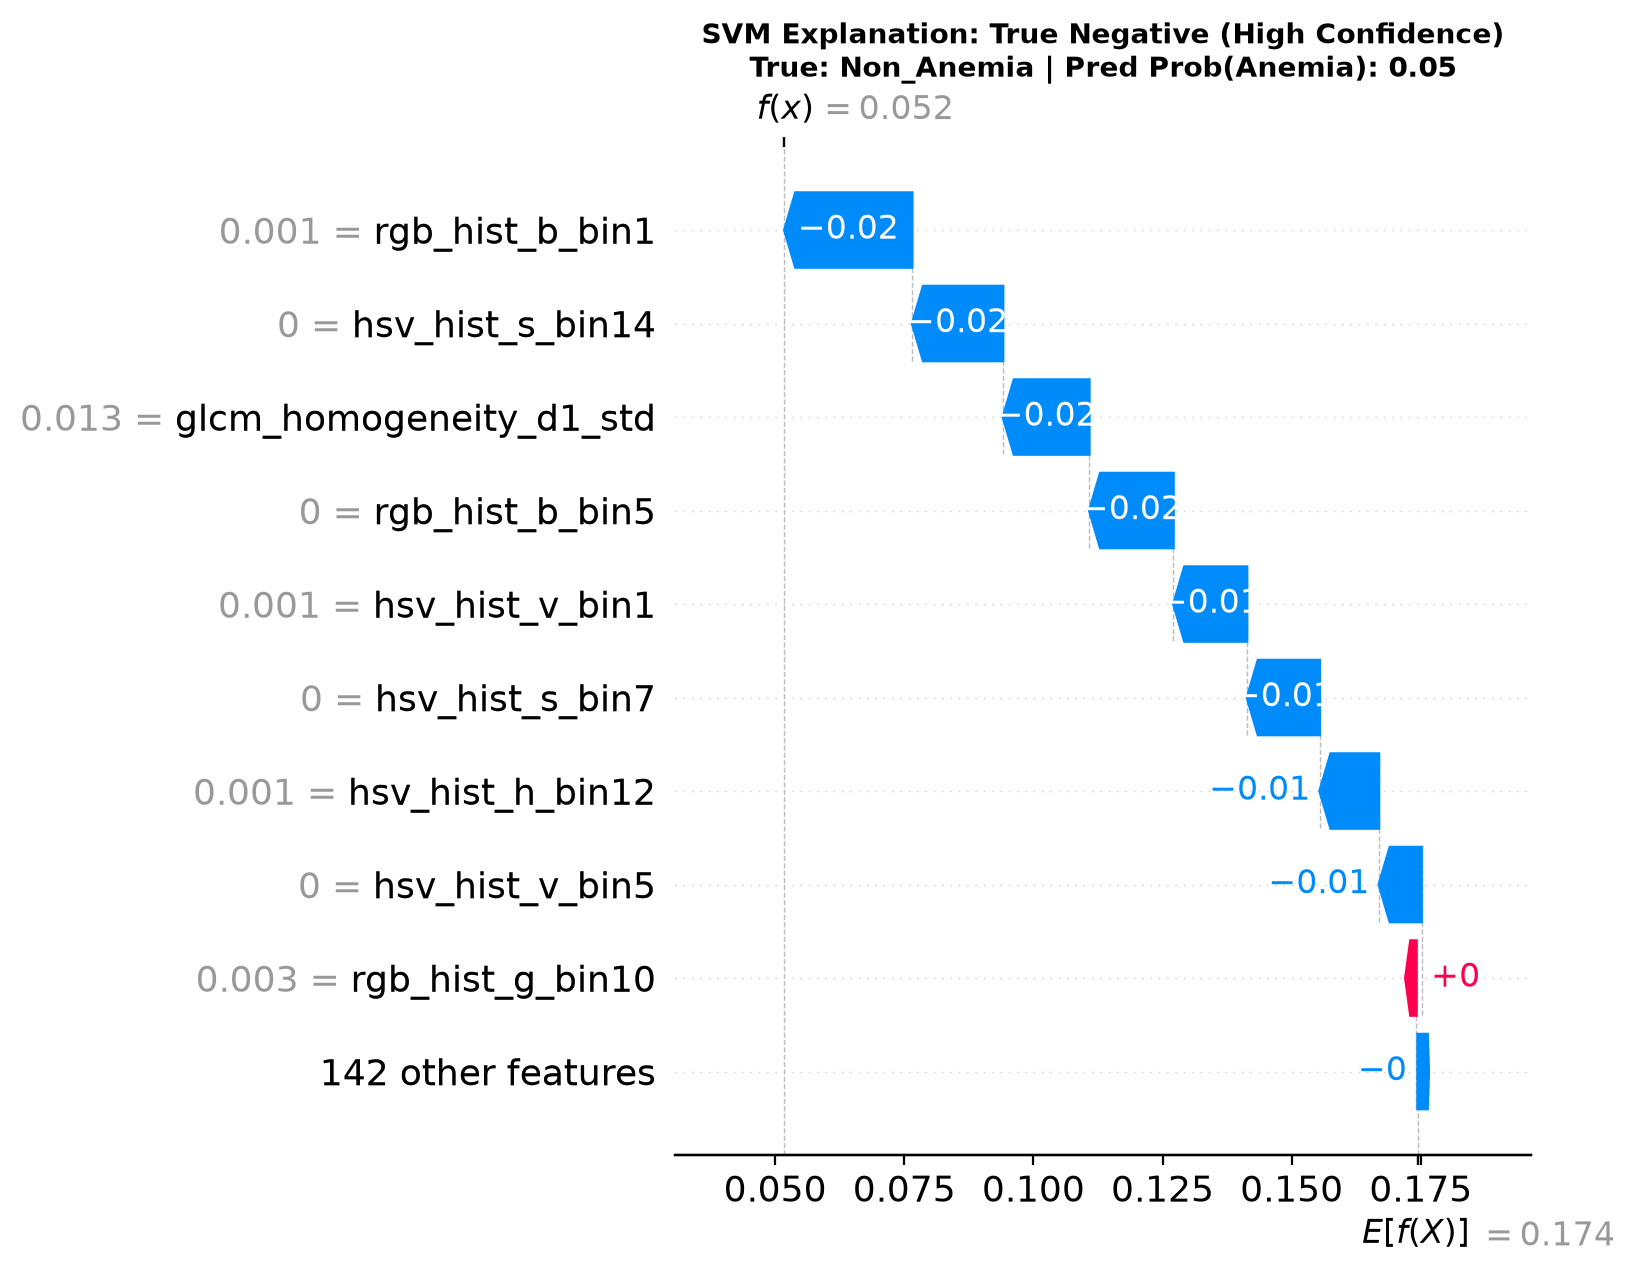 SVM Explanation: True Negative (High Confidence)
True: Non_Anemia | Pred Prob(Anemia): 0.05
f(x) = 0.052
0.001 = rgb_hist_b_bin1
−0.02
0 = hsv_hist_s_bin14
−0.02
0.013 = glcm_homogeneity_d1_std
−0.02
0 = rgb_hist_b_bin5
−0.02
0.001 = hsv_hist_v_bin1
−0.01
0 = hsv_hist_s_bin7
−0.01
0.001 = hsv_hist_h_bin12
−0.01
0 = hsv_hist_v_bin5
−0.01
0.003 = rgb_hist_g_bin10
+0
142 other features
−0
0.050 0.075 0.100 0.125 0.150 0.175
E[f(X)] = 0.174